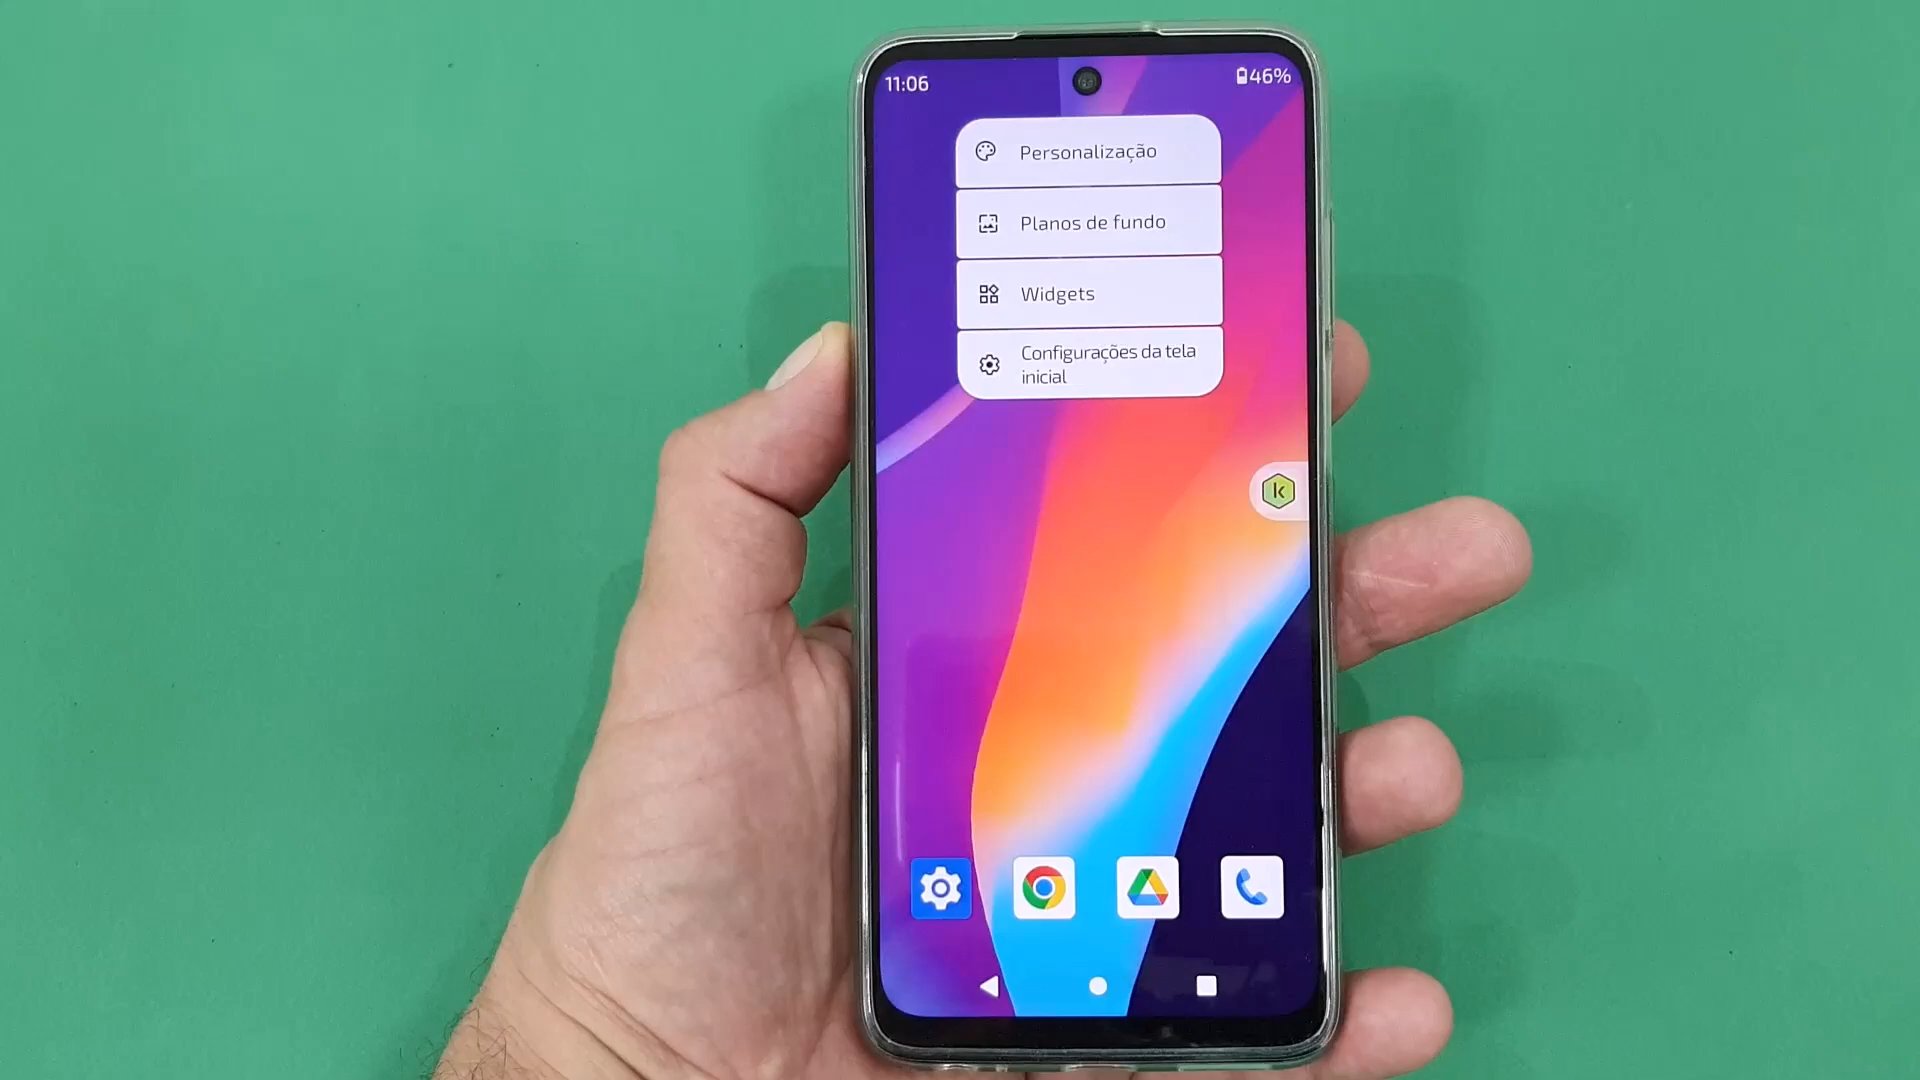 11:06
46%
Personalização
Planos de fundo
Widgets
Configurações da tela
inicial
k